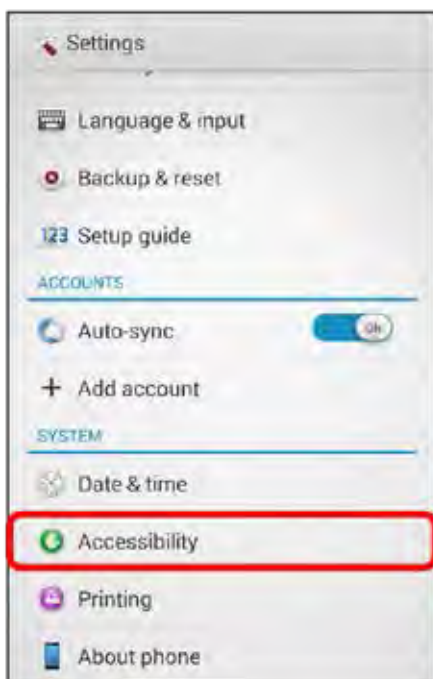 Settings
Language & input
Backup & reset
123 Setup guide
ACCOUNTS
Auto-sync
On
+ Add account
SYSTEM
Date & time
Accessibility
Printing
About phone